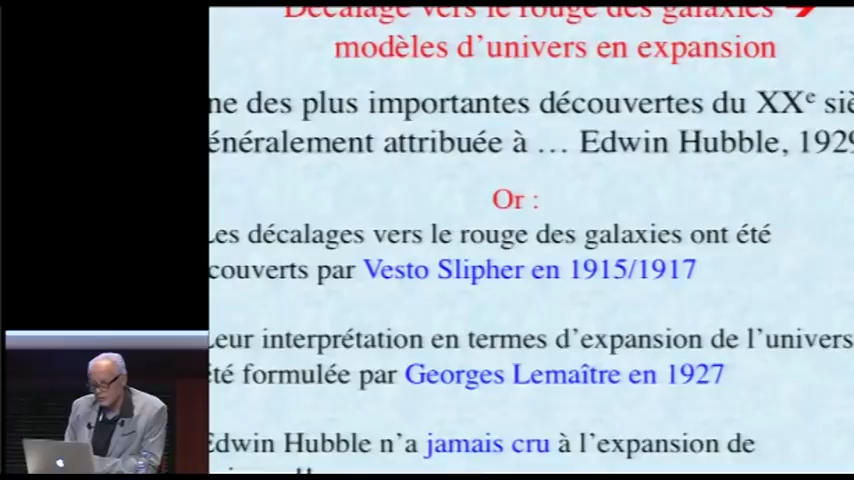 Décalage vers le rouge des galaxies ➔
modèles d'univers en expansion
ne des plus importantes découvertes du XXe siè
énéralement attribuée à … Edwin Hubble, 1929
Or :
Les décalages vers le rouge des galaxies ont été
couverts par Vesto Slipher en 1915/1917
Leur interprétation en termes d'expansion de l'univers
été formulée par Georges Lemaître en 1927
Edwin Hubble n'a jamais cru à l'expansion de